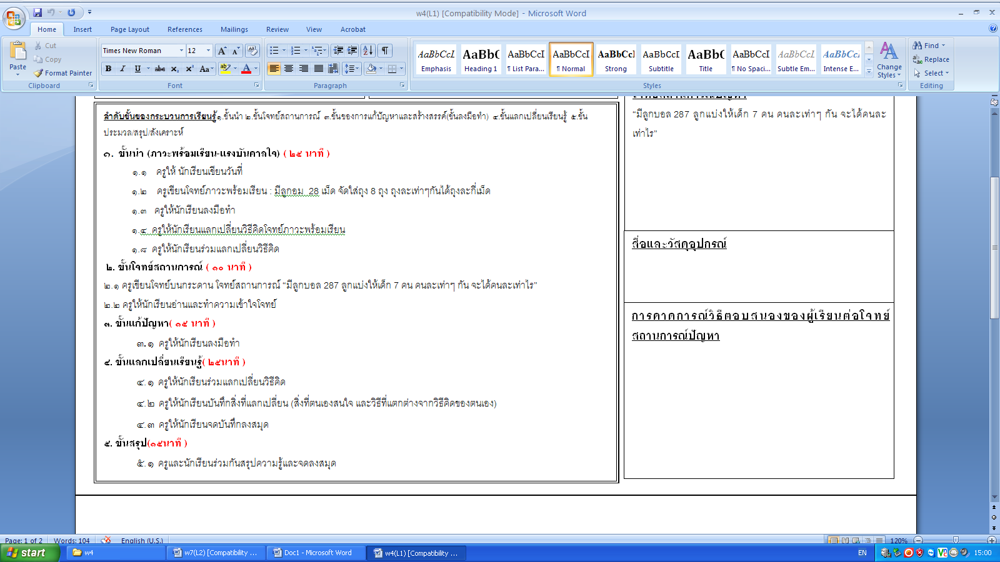 w4(L1) [Compatibility Mode] - Microsoft Word
Home Insert Page Layout References Mailings Review View Acrobat
Paste
Cut
Copy
Format Painter
Clipboard
Times New Roman 12
Font
Paragraph
AaBbCcI AaBb( AaBbCcI AaBbCcI AaBbCcI AaBbCcI AaBb( AaBbCcI AaBbCcI AaBbCcI
Emphasis Heading 1 ¶ List Para... ¶ Normal Strong Subtitle Title ¶ No Spaci... Subtle Em... Intense E...
Change Styles
Styles
Find
Replace
Select
Editing
ลำดับขั้นของกระบวนการเรียนรู้๑.ขั้นนำ ๒.ขั้นโจทย์สถานการณ์ ๓.ขั้นของการแก้ปัญหาและสร้างสรรค์(ขั้นลงมือทำ) ๔.ขั้นแลกเปลี่ยนเรียนรู้ ๕.ขั้น
ประมวล/สรุป/สังเคราะห์
๑. ขั้นนำ (ภาวะพร้อมเรียน-แรงบันดาลใจ) ( ๒๕ นาที )
๑.๑ ครูให้ นักเรียนเขียนวันที่
๑.๒ ครูเขียนโจทย์ภาวะพร้อมเรียน : มีลูกอม 28 เม็ด จัดใส่ถุง 8 ถุง ถุงละเท่าๆกันได้ถุงละกี่เม็ด
๑.๓ ครูให้นักเรียนลงมือทำ
๑.๔ ครูให้นักเรียนแลกเปลี่ยนวิธีคิดโจทย์ภาวะพร้อมเรียน
๑.๘ ครูให้นักเรียนร่วมแลกเปลี่ยนวิธีคิด
๒. ขั้นโจทย์สถานการณ์ ( ๑๐ นาที )
๒.๑ ครูเขียนโจทย์บนกระดาน โจทย์สถานการณ์ “มีลูกบอล 287 ลูกแบ่งให้เด็ก 7 คน คนละเท่าๆ กัน จะได้คนละเท่าไร”
๒.๒ ครูให้นักเรียนอ่านและทำความเข้าใจโจทย์
๓. ขั้นแก้ปัญหา( ๑๕ นาที )
๓.๑ ครูให้นักเรียนลงมือทำ
๔. ขั้นแลกเปลี่ยนเรียนรู้( ๒๕นาที )
๔.๑ ครูให้นักเรียนร่วมแลกเปลี่ยนวิธีคิด
๔.๒ ครูให้นักเรียนบันทึกสิ่งที่แลกเปลี่ยน (สิ่งที่ตนเองสนใจ และวิธีที่แตกต่างจากวิธีคิดของตนเอง)
๔.๓ ครูให้นักเรียนจดบันทึกลงสมุด
๕. ขั้นสรุป(๑๕นาที )
๕.๑ ครูและนักเรียนร่วมกันสรุปความรู้และจดลงสมุด
“มีลูกบอล 287 ลูกแบ่งให้เด็ก 7 คน คนละเท่าๆ กัน จะได้คนละ
เท่าไร”
สื่อและวัสดุอุปกรณ์
การคาดการณ์วิธีตอบสนองของผู้เรียนต่อโจทย์
สถานการณ์ปัญหา
Page: 1 of 2 Words: 104 English (U.S.) 120%
start w4 w7(L2) [Compatibility ... Doc1 - Microsoft Word w4(L1) [Compatibility ... EN 15:00